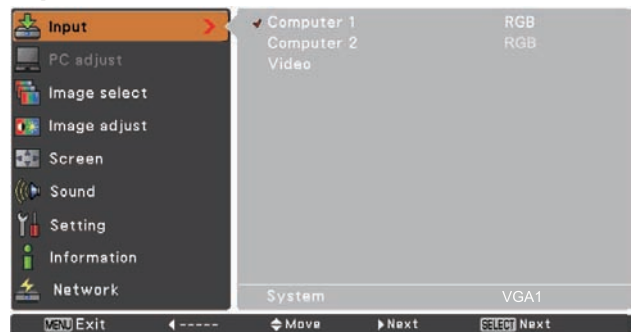 Input
PC adjust
Image select
Image adjust
Screen
Sound
Setting
Information
Network
Computer 1 RGB
Computer 2 RGB
Video
System VGA1
MENU Exit ◀----- Move ▶Next SELECT Next